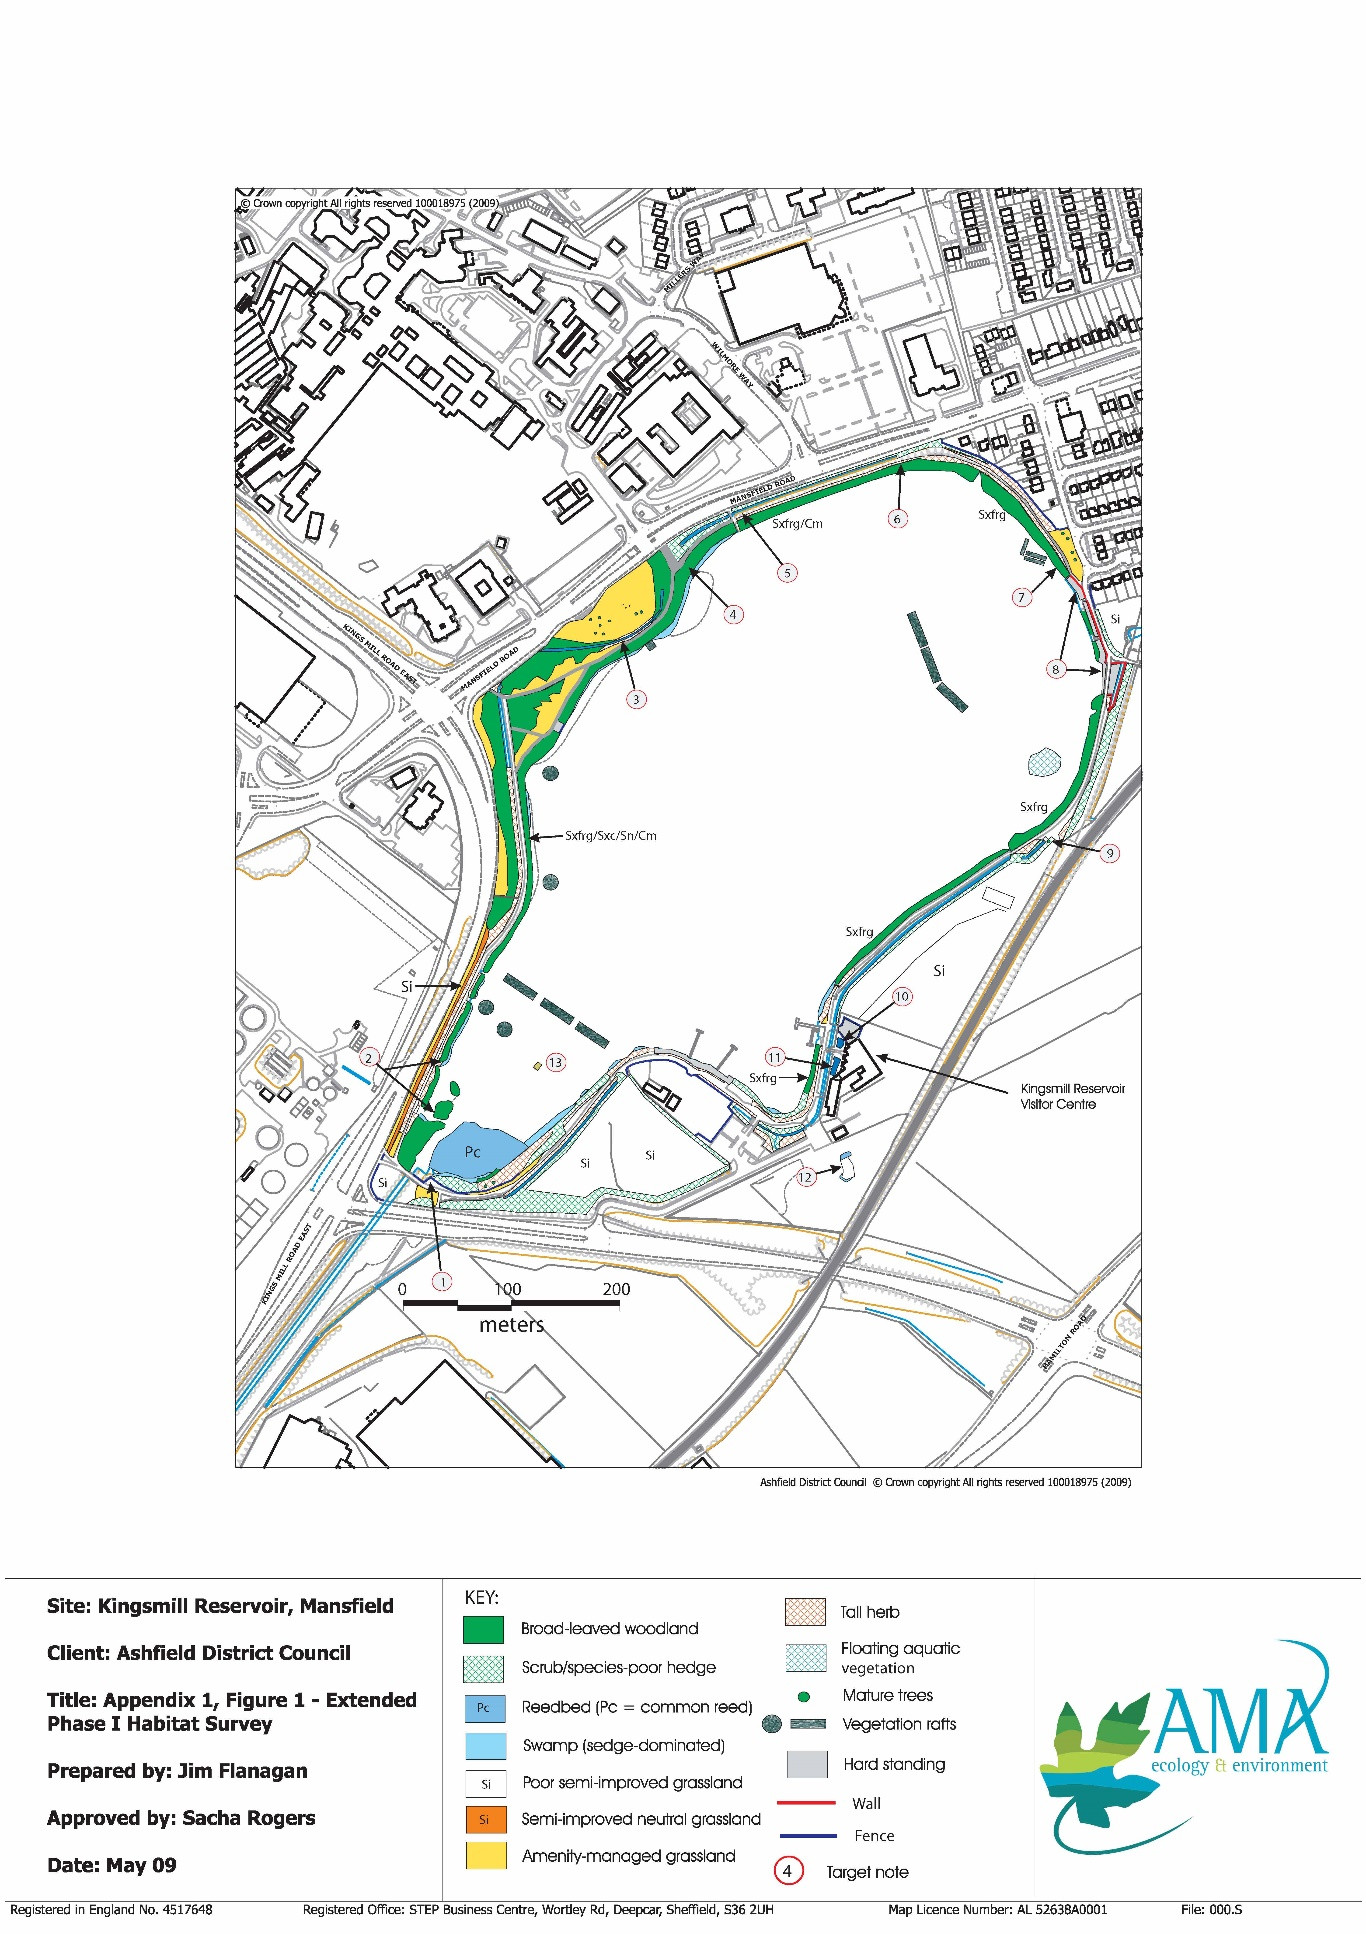 © Crown copyright All rights reserved 100018975 (2009)
MILLERS WAY
WILMORE WAY
MANSFIELD ROAD
Sxfrg/Cm
6
Sxfrg
5
7
4
Si
KINGS MILL ROAD EAST
MANSFIELD ROAD
8
3
Sxfrg
Sxfrg/Sxc/Sn/Cm
9
Sxfrg
Si
Si
10
2
13
11
Sxfrg
Kingsmill Reservoir
Visitor Centre
Pc
Si
Si
12
Si
1
KINGS MILL ROAD EAST
0 100 200
meters
HAMILTON ROAD
Ashfield District Council © Crown copyright All rights reserved 100018975 (2009)
Site: Kingsmill Reservoir, Mansfield
Client: Ashfield District Council
Title: Appendix 1, Figure 1 - Extended
Phase I Habitat Survey
Prepared by: Jim Flanagan
Approved by: Sacha Rogers
Date: May 09
KEY:
Broad-leaved woodland
Scrub/species-poor hedge
Pc Reedbed (Pc = common reed)
Swamp (sedge-dominated)
Si Poor semi-improved grassland
Si Semi-improved neutral grassland
Amenity-managed grassland
Tall herb
Floating aquatic
vegetation
Mature trees
Vegetation rafts
Hard standing
Wall
Fence
4 Target note
AMA
ecology & environment
Registered in England No. 4517648 Registered Office: STEP Business Centre, Wortley Rd, Deepcar, Sheffield, S36 2UH Map Licence Number: AL 52638A0001 File: 000.S